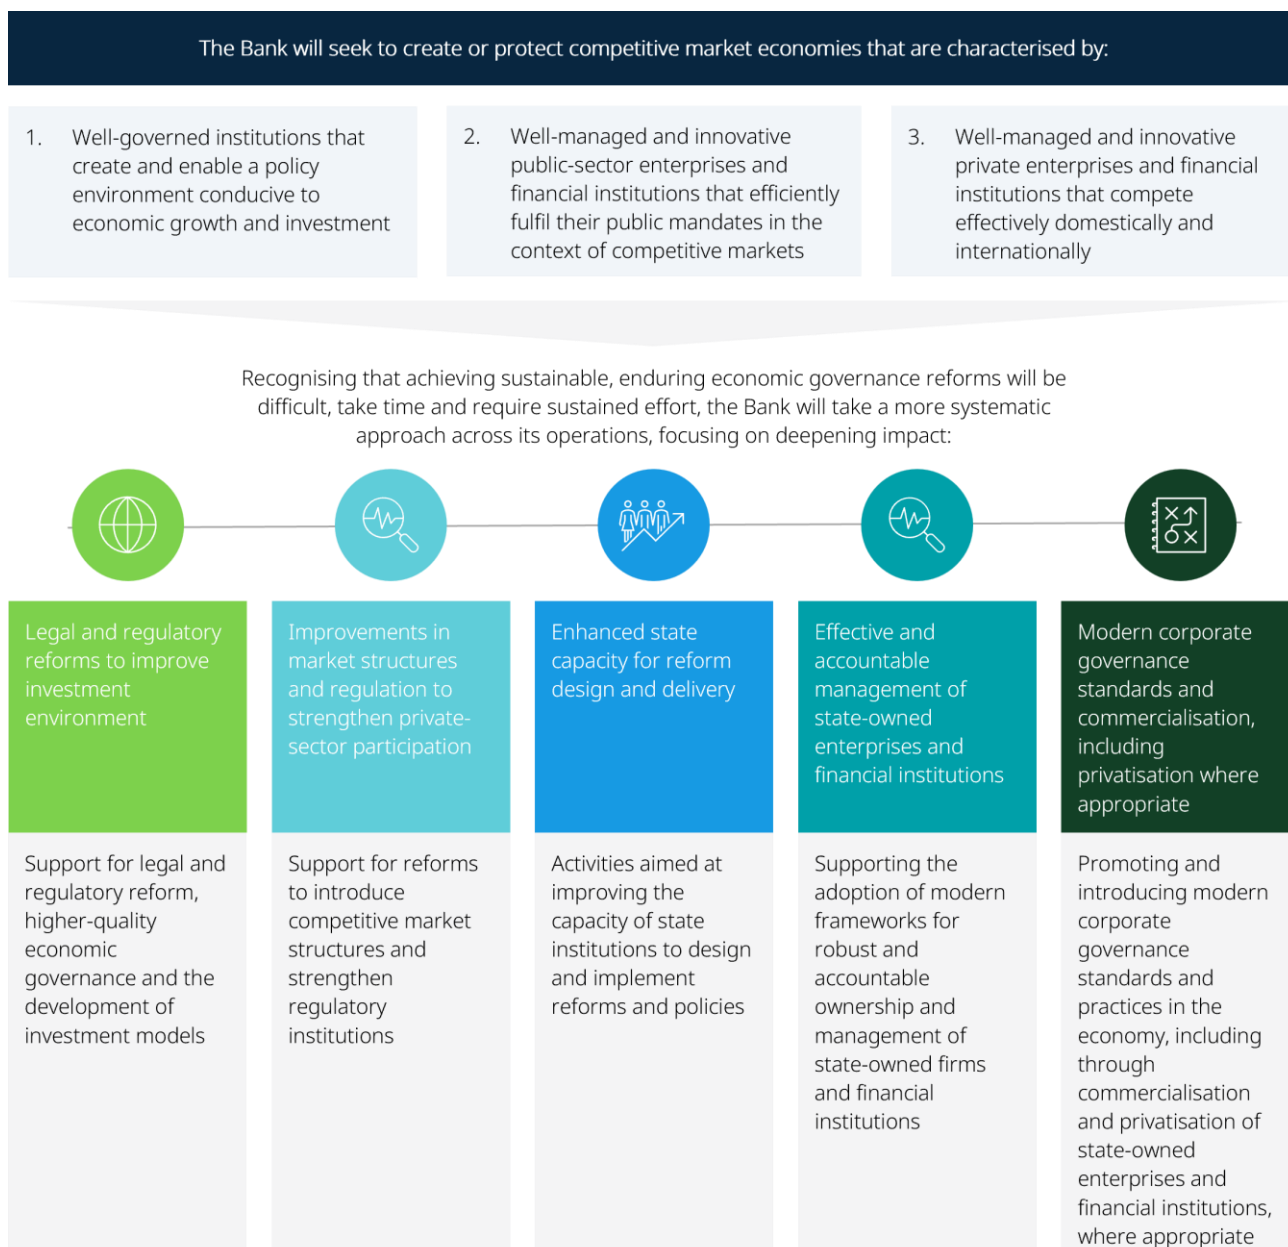 The Bank will seek to create or protect competitive market economies that are characterised by:
1. Well-governed institutions that
create and enable a policy
environment conducive to
economic growth and investment
2. Well-managed and innovative
public-sector enterprises and
financial institutions that efficiently
fulfil their public mandates in the
context of competitive markets
3. Well-managed and innovative
private enterprises and financial
institutions that compete
effectively domestically and
internationally
Recognising that achieving sustainable, enduring economic governance reforms will be
difficult, take time and require sustained effort, the Bank will take a more systematic
approach across its operations, focusing on deepening impact:
Legal and regulatory
reforms to improve
investment
environment
Support for legal and
regulatory reform,
higher-quality
economic
governance and the
development of
investment models
Improvements in
market structures
and regulation to
strengthen private-
sector participation
Support for reforms
to introduce
competitive market
structures and
strengthen
regulatory
institutions
Enhanced state
capacity for reform
design and delivery
Activities aimed at
improving the
capacity of state
institutions to design
and implement
reforms and policies
Effective and
accountable
management of
state-owned
enterprises and
financial institutions
Supporting the
adoption of modern
frameworks for
robust and
accountable
ownership and
management of
state-owned firms
and financial
institutions
Modern corporate
governance
standards and
commercialisation,
including
privatisation where
appropriate
Promoting and
introducing modern
corporate
governance
standards and
practices in the
economy, including
through
commercialisation
and privatisation of
state-owned
enterprises and
financial institutions,
where appropriate